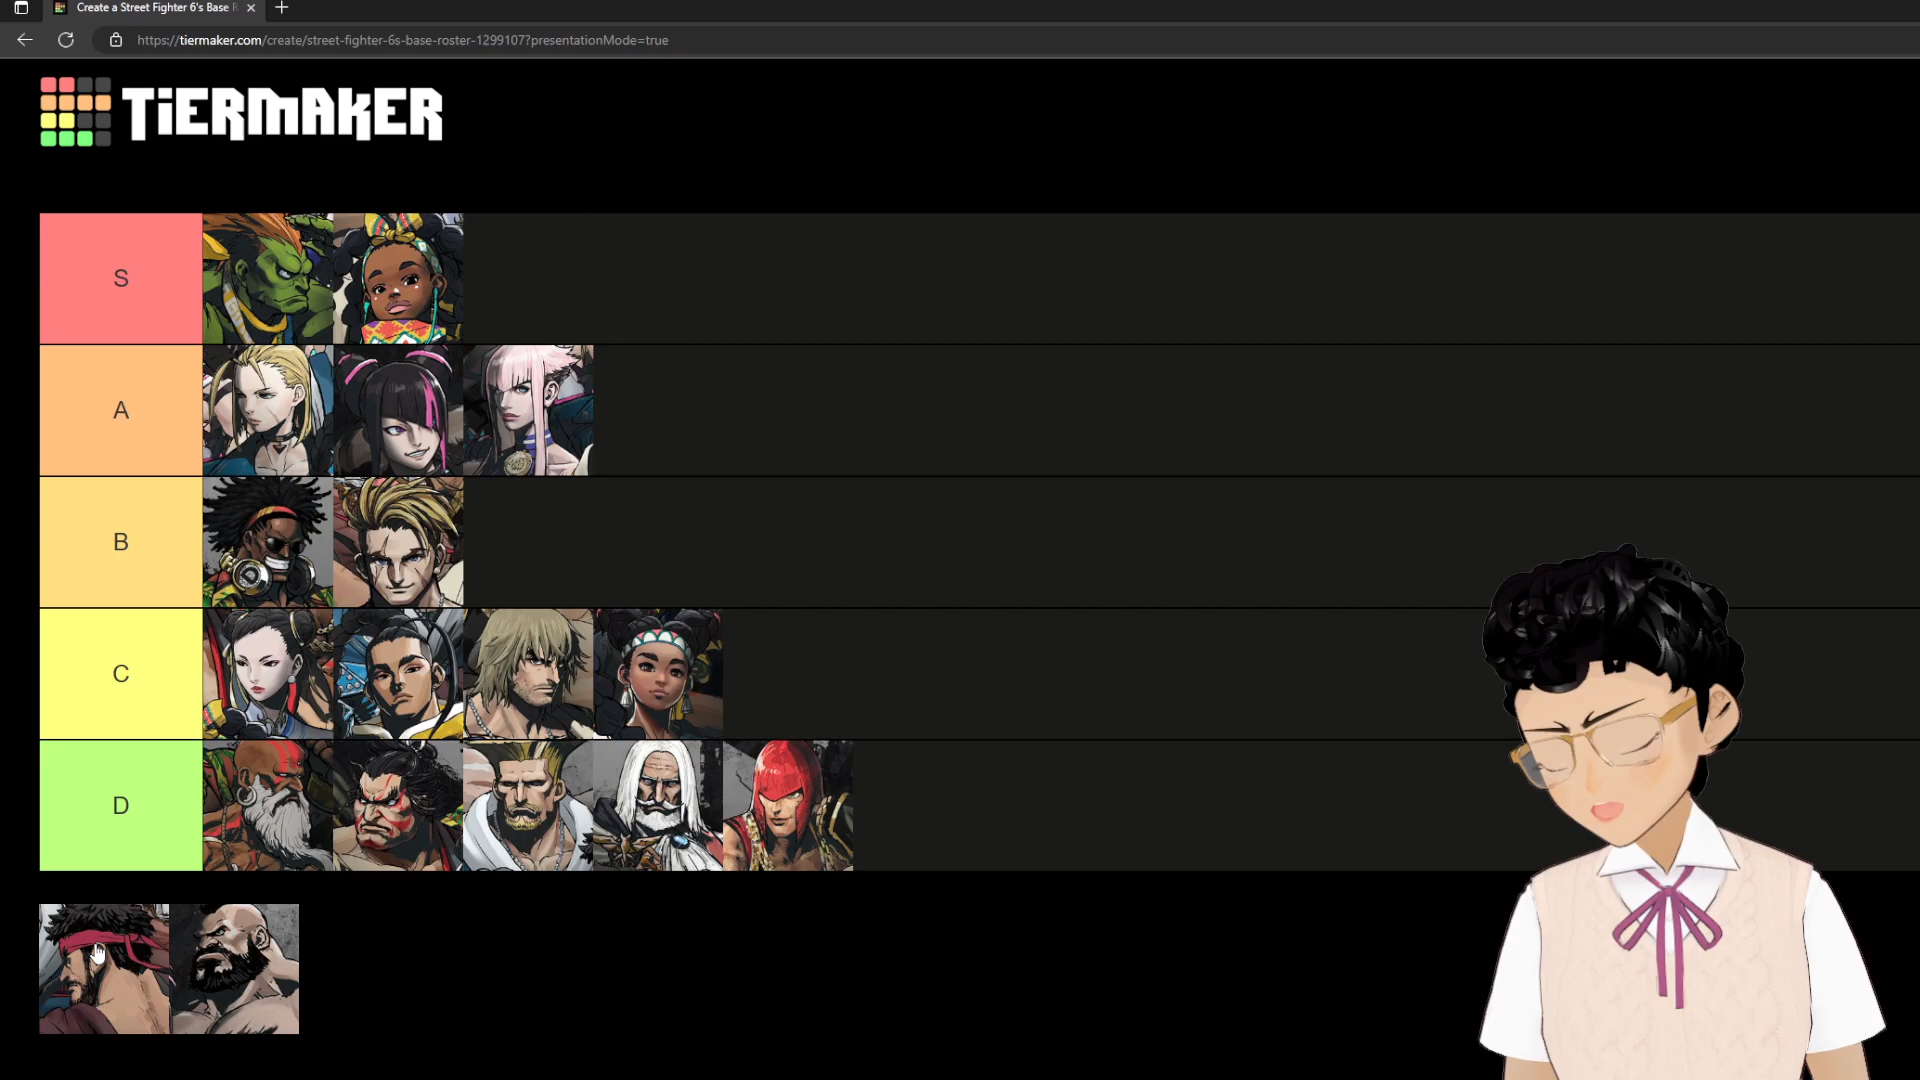 Create a Street Fighter 6's Base
https://tiermaker.com/create/street-fighter-6s-base-roster-1299107?presentationMode=true
TiERMAKER
S
A
B
C
D